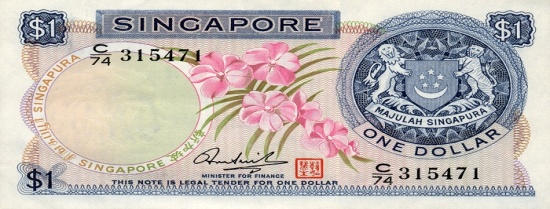 $1
SINGAPORE
$1
C/74 315471
SINGAPURA
SINGAPORE
MAJULAH SINGAPURA
ONE DOLLAR
C/74 315471
MINISTER FOR FINANCE
THIS NOTE IS LEGAL TENDER FOR ONE DOLLAR
$1